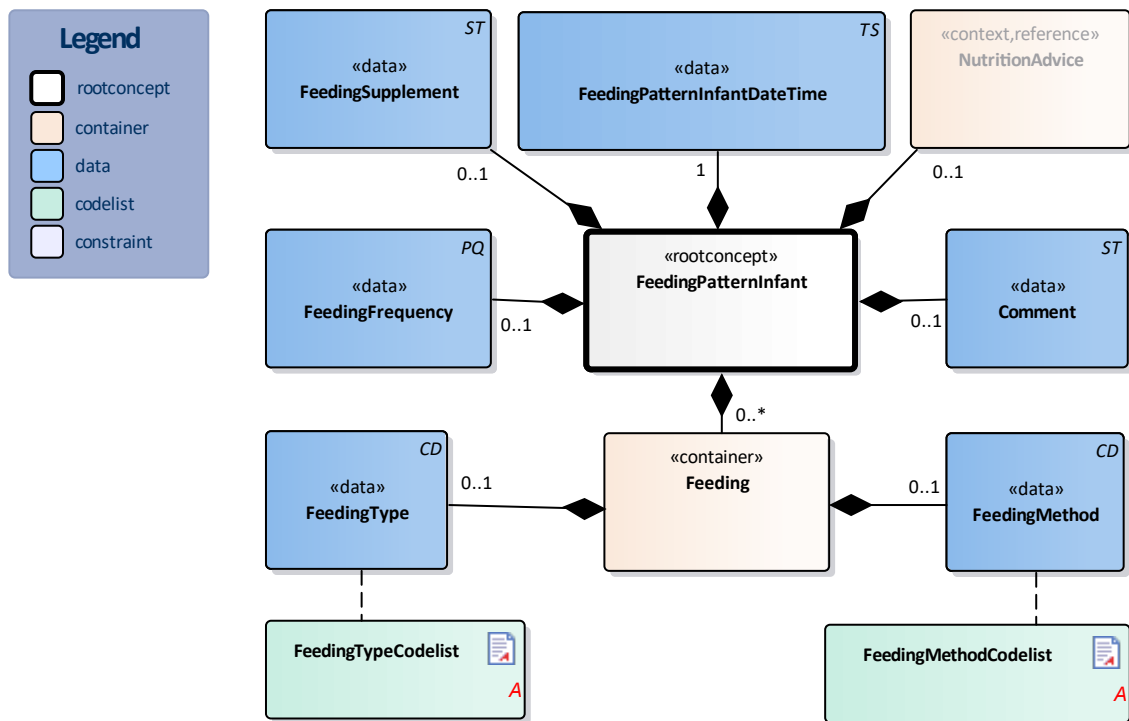 Legend
rootconcept
container
data
codelist
constraint
ST
«data»
FeedingSupplement
TS
«data»
FeedingPatternInfantDateTime
«context,reference»
NutritionAdvice
0..1
1
0..1
PQ
«data»
FeedingFrequency
0..1
«rootconcept»
FeedingPatternInfant
ST
«data»
Comment
0..1
0..*
CD
«data»
FeedingType
0..1
«container»
Feeding
CD
«data»
FeedingMethod
0..1
FeedingTypeCodelist
A
A
FeedingMethodCodelist
A
A